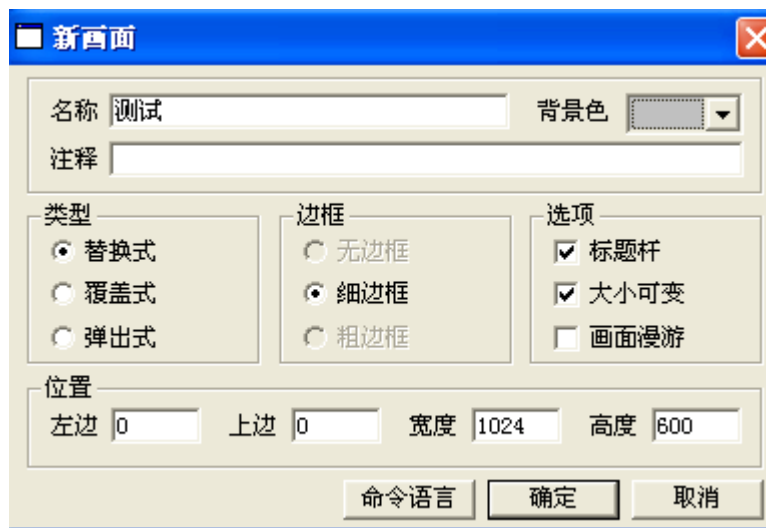 新画面
名称 测试 背景色
注释
类型 边框 选项
替换式 无边框 标题杆
覆盖式 细边框 大小可变
弹出式 粗边框 画面漫游
位置
左边 0 上边 0 宽度 1024 高度 600
命令语言 确定 取消